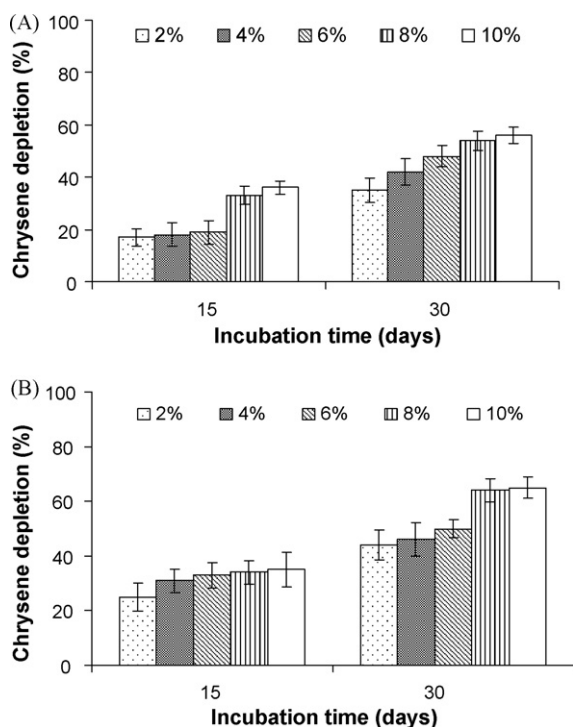 (A)
100
2% 4% 6% 8% 10%
80
60
40
20
0
Chrysene depletion (%)
15 30
Incubation time (days)
(B)
100
2% 4% 6% 8% 10%
80
60
40
20
0
Chrysene depletion (%)
15 30
Incubation time (days)